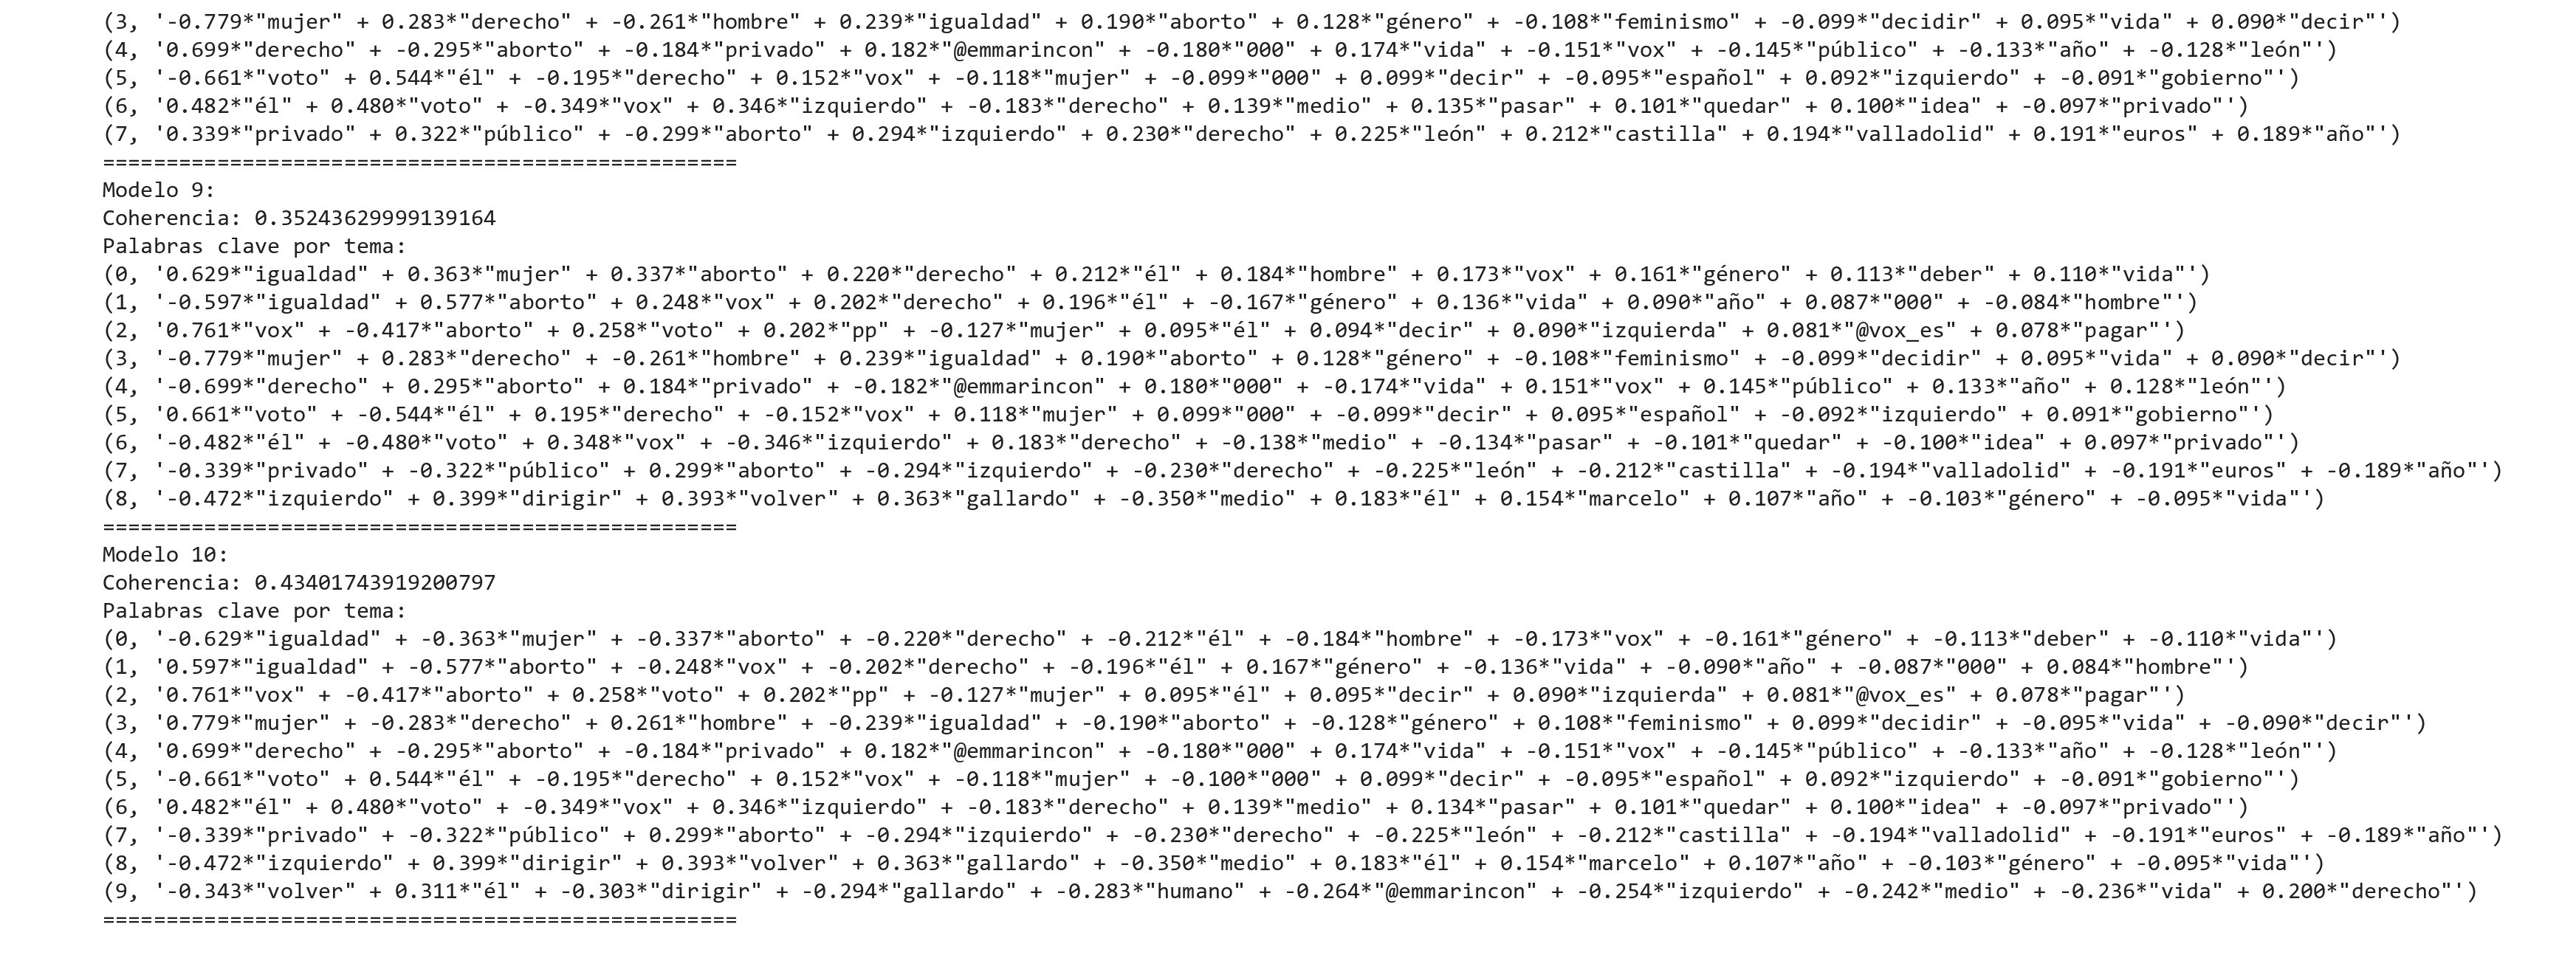 (3, '-0.779*"mujer" + 0.283*"derecho" + -0.261*"hombre" + 0.239*"igualdad" + 0.190*"aborto" + 0.128*"género" + -0.108*"feminismo" + -0.099*"decidir" + 0.095*"vida" + 0.090*"decir"')
(4, '0.699*"derecho" + -0.295*"aborto" + -0.184*"privado" + 0.182*"@emmarincon" + -0.180*"000" + 0.174*"vida" + -0.151*"vox" + -0.145*"público" + -0.133*"año" + -0.128*"león"')
(5, '-0.661*"voto" + 0.544*"él" + -0.195*"derecho" + 0.152*"vox" + -0.118*"mujer" + -0.099*"000" + 0.099*"decir" + -0.095*"español" + 0.092*"izquierdo" + -0.091*"gobierno"')
(6, '0.482*"él" + 0.480*"voto" + -0.349*"vox" + 0.346*"izquierdo" + -0.183*"derecho" + 0.139*"medio" + 0.135*"pasar" + 0.101*"quedar" + 0.100*"idea" + -0.097*"privado"')
(7, '0.339*"privado" + 0.322*"público" + -0.299*"aborto" + 0.294*"izquierdo" + 0.230*"derecho" + 0.225*"león" + 0.212*"castilla" + 0.194*"valladolid" + 0.191*"euros" + 0.189*"año"')
==================================================
Modelo 9:
Coherencia: 0.35243629999139164
Palabras clave por tema:
(0, '0.629*"igualdad" + 0.363*"mujer" + 0.337*"aborto" + 0.220*"derecho" + 0.212*"él" + 0.184*"hombre" + 0.173*"vox" + 0.161*"género" + 0.113*"deber" + 0.110*"vida"')
(1, '-0.597*"igualdad" + 0.577*"aborto" + 0.248*"vox" + 0.202*"derecho" + 0.196*"él" + -0.167*"género" + 0.136*"vida" + 0.090*"año" + 0.087*"000" + -0.084*"hombre"')
(2, '0.761*"vox" + -0.417*"aborto" + 0.258*"voto" + 0.202*"pp" + -0.127*"mujer" + 0.095*"él" + 0.094*"decir" + 0.090*"izquierda" + 0.081*"@vox_es" + 0.078*"pagar"')
(3, '-0.779*"mujer" + 0.283*"derecho" + -0.261*"hombre" + 0.239*"igualdad" + 0.190*"aborto" + 0.128*"género" + -0.108*"feminismo" + -0.099*"decidir" + 0.095*"vida" + 0.090*"decir"')
(4, '-0.699*"derecho" + 0.295*"aborto" + 0.184*"privado" + -0.182*"@emmarincon" + 0.180*"000" + -0.174*"vida" + 0.151*"vox" + 0.145*"público" + 0.133*"año" + 0.128*"león"')
(5, '0.661*"voto" + -0.544*"él" + 0.195*"derecho" + -0.152*"vox" + 0.118*"mujer" + 0.099*"000" + -0.099*"decir" + 0.095*"español" + -0.092*"izquierdo" + 0.091*"gobierno"')
(6, '-0.482*"él" + -0.480*"voto" + 0.348*"vox" + -0.346*"izquierdo" + 0.183*"derecho" + -0.138*"medio" + -0.134*"pasar" + -0.101*"quedar" + -0.100*"idea" + 0.097*"privado"')
(7, '-0.339*"privado" + -0.322*"público" + 0.299*"aborto" + -0.294*"izquierdo" + -0.230*"derecho" + -0.225*"león" + -0.212*"castilla" + -0.194*"valladolid" + -0.191*"euros" + -0.189*"año"')
(8, '-0.472*"izquierdo" + 0.399*"dirigir" + 0.393*"volver" + 0.363*"gallardo" + -0.350*"medio" + 0.183*"él" + 0.154*"marcelo" + 0.107*"año" + -0.103*"género" + -0.095*"vida"')
==================================================
Modelo 10:
Coherencia: 0.43401743919200797
Palabras clave por tema:
(0, '-0.629*"igualdad" + -0.363*"mujer" + -0.337*"aborto" + -0.220*"derecho" + -0.212*"él" + -0.184*"hombre" + -0.173*"vox" + -0.161*"género" + -0.113*"deber" + -0.110*"vida"')
(1, '0.597*"igualdad" + -0.577*"aborto" + -0.248*"vox" + -0.202*"derecho" + -0.196*"él" + 0.167*"género" + -0.136*"vida" + -0.090*"año" + -0.087*"000" + 0.084*"hombre"')
(2, '0.761*"vox" + -0.417*"aborto" + 0.258*"voto" + 0.202*"pp" + -0.127*"mujer" + 0.095*"él" + 0.095*"decir" + 0.090*"izquierda" + 0.081*"@vox_es" + 0.078*"pagar"')
(3, '0.779*"mujer" + -0.283*"derecho" + 0.261*"hombre" + -0.239*"igualdad" + -0.190*"aborto" + -0.128*"género" + 0.108*"feminismo" + 0.099*"decidir" + -0.095*"vida" + -0.090*"decir"')
(4, '0.699*"derecho" + -0.295*"aborto" + -0.184*"privado" + 0.182*"@emmarincon" + -0.180*"000" + 0.174*"vida" + -0.151*"vox" + -0.145*"público" + -0.133*"año" + -0.128*"león"')
(5, '-0.661*"voto" + 0.544*"él" + -0.195*"derecho" + 0.152*"vox" + -0.118*"mujer" + -0.100*"000" + 0.099*"decir" + -0.095*"español" + 0.092*"izquierdo" + -0.091*"gobierno"')
(6, '0.482*"él" + 0.480*"voto" + -0.349*"vox" + 0.346*"izquierdo" + -0.183*"derecho" + 0.139*"medio" + 0.134*"pasar" + 0.101*"quedar" + 0.100*"idea" + -0.097*"privado"')
(7, '-0.339*"privado" + -0.322*"público" + 0.299*"aborto" + -0.294*"izquierdo" + -0.230*"derecho" + -0.225*"león" + -0.212*"castilla" + -0.194*"valladolid" + -0.191*"euros" + -0.189*"año"')
(8, '-0.472*"izquierdo" + 0.399*"dirigir" + 0.393*"volver" + 0.363*"gallardo" + -0.350*"medio" + 0.183*"él" + 0.154*"marcelo" + 0.107*"año" + -0.103*"género" + -0.095*"vida"')
(9, '-0.343*"volver" + 0.311*"él" + -0.303*"dirigir" + -0.294*"gallardo" + -0.283*"humano" + -0.264*"@emmarincon" + -0.254*"izquierdo" + -0.242*"medio" + -0.236*"vida" + 0.200*"derecho"')
==================================================